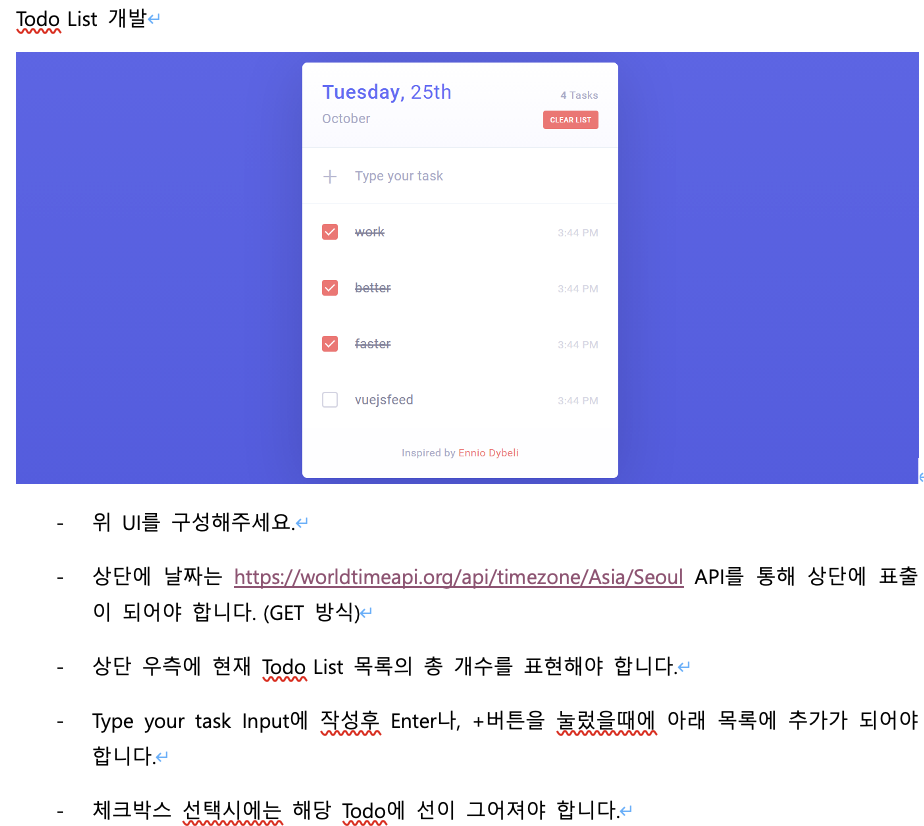 Todo List 개발↵
Tuesday, 25th
4 Tasks
October
CLEAR LIST
+ Type your task
work 3:44 PM
better 3:44 PM
faster 3:44 PM
vuejsfeed 3:44 PM
Inspired by Ennio Dybeli
- 위 UI를 구성해주세요.↵
- 상단에 날짜는 https://worldtimeapi.org/api/timezone/Asia/Seoul API를 통해 상단에 표출
이 되어야 합니다. (GET 방식)↵
- 상단 우측에 현재 Todo List 목록의 총 개수를 표현해야 합니다.↵
- Type your task Input에 작성후 Enter나, +버튼을 눌렀을때에 아래 목록에 추가가 되어야
합니다.↵
- 체크박스 선택시에는 해당 Todo에 선이 그어져야 합니다.↵